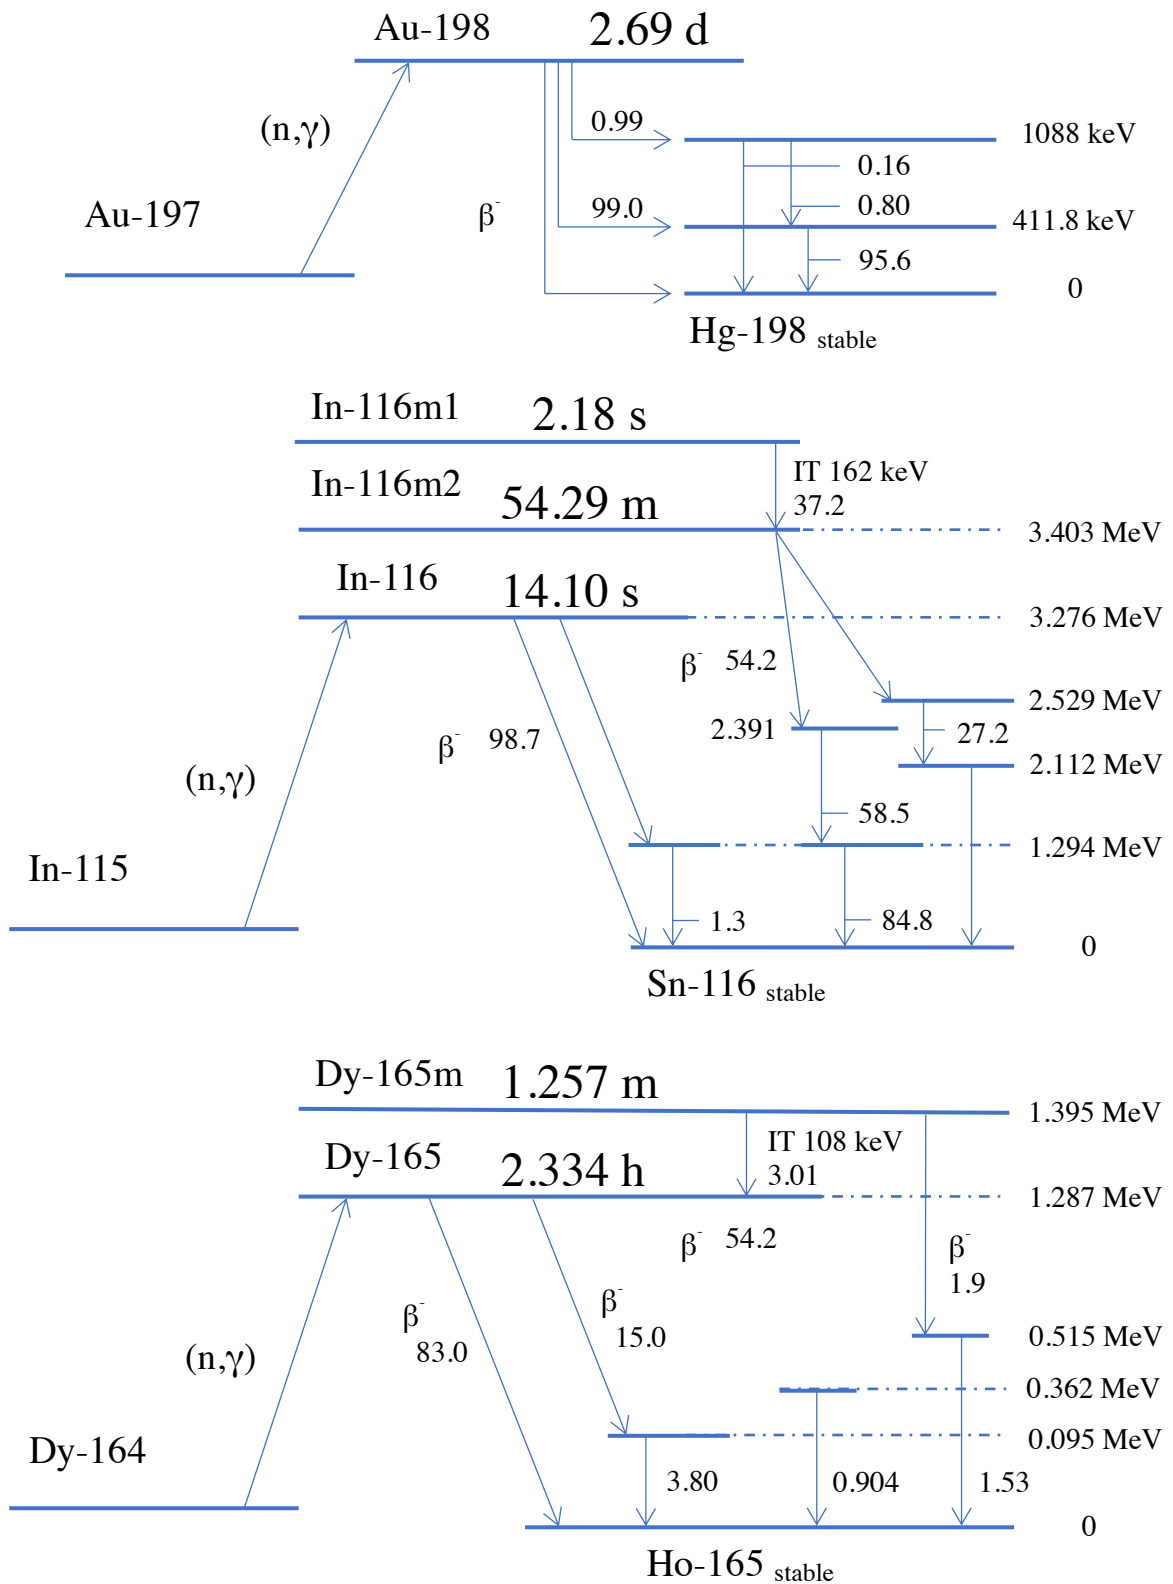 Au-198 2.69 d
(n,γ)
0.99
1088 keV
0.16
Au-197
β-
99.0
0.80
411.8 keV
95.6
0
Hg-198 stable
In-116m1 2.18 s
IT 162 keV
37.2
In-116m2 54.29 m
3.403 MeV
In-116 14.10 s
3.276 MeV
β- 54.2
2.529 MeV
2.391
27.2
β- 98.7
2.112 MeV
(n,γ)
58.5
1.294 MeV
In-115
1.3
84.8
0
Sn-116 stable
Dy-165m 1.257 m
1.395 MeV
IT 108 keV
3.01
Dy-165 2.334 h
1.287 MeV
β- 54.2
β-
1.9
β-
15.0
β-
83.0
0.515 MeV
(n,γ)
0.362 MeV
0.095 MeV
Dy-164
3.80
0.904
1.53
0
Ho-165 stable